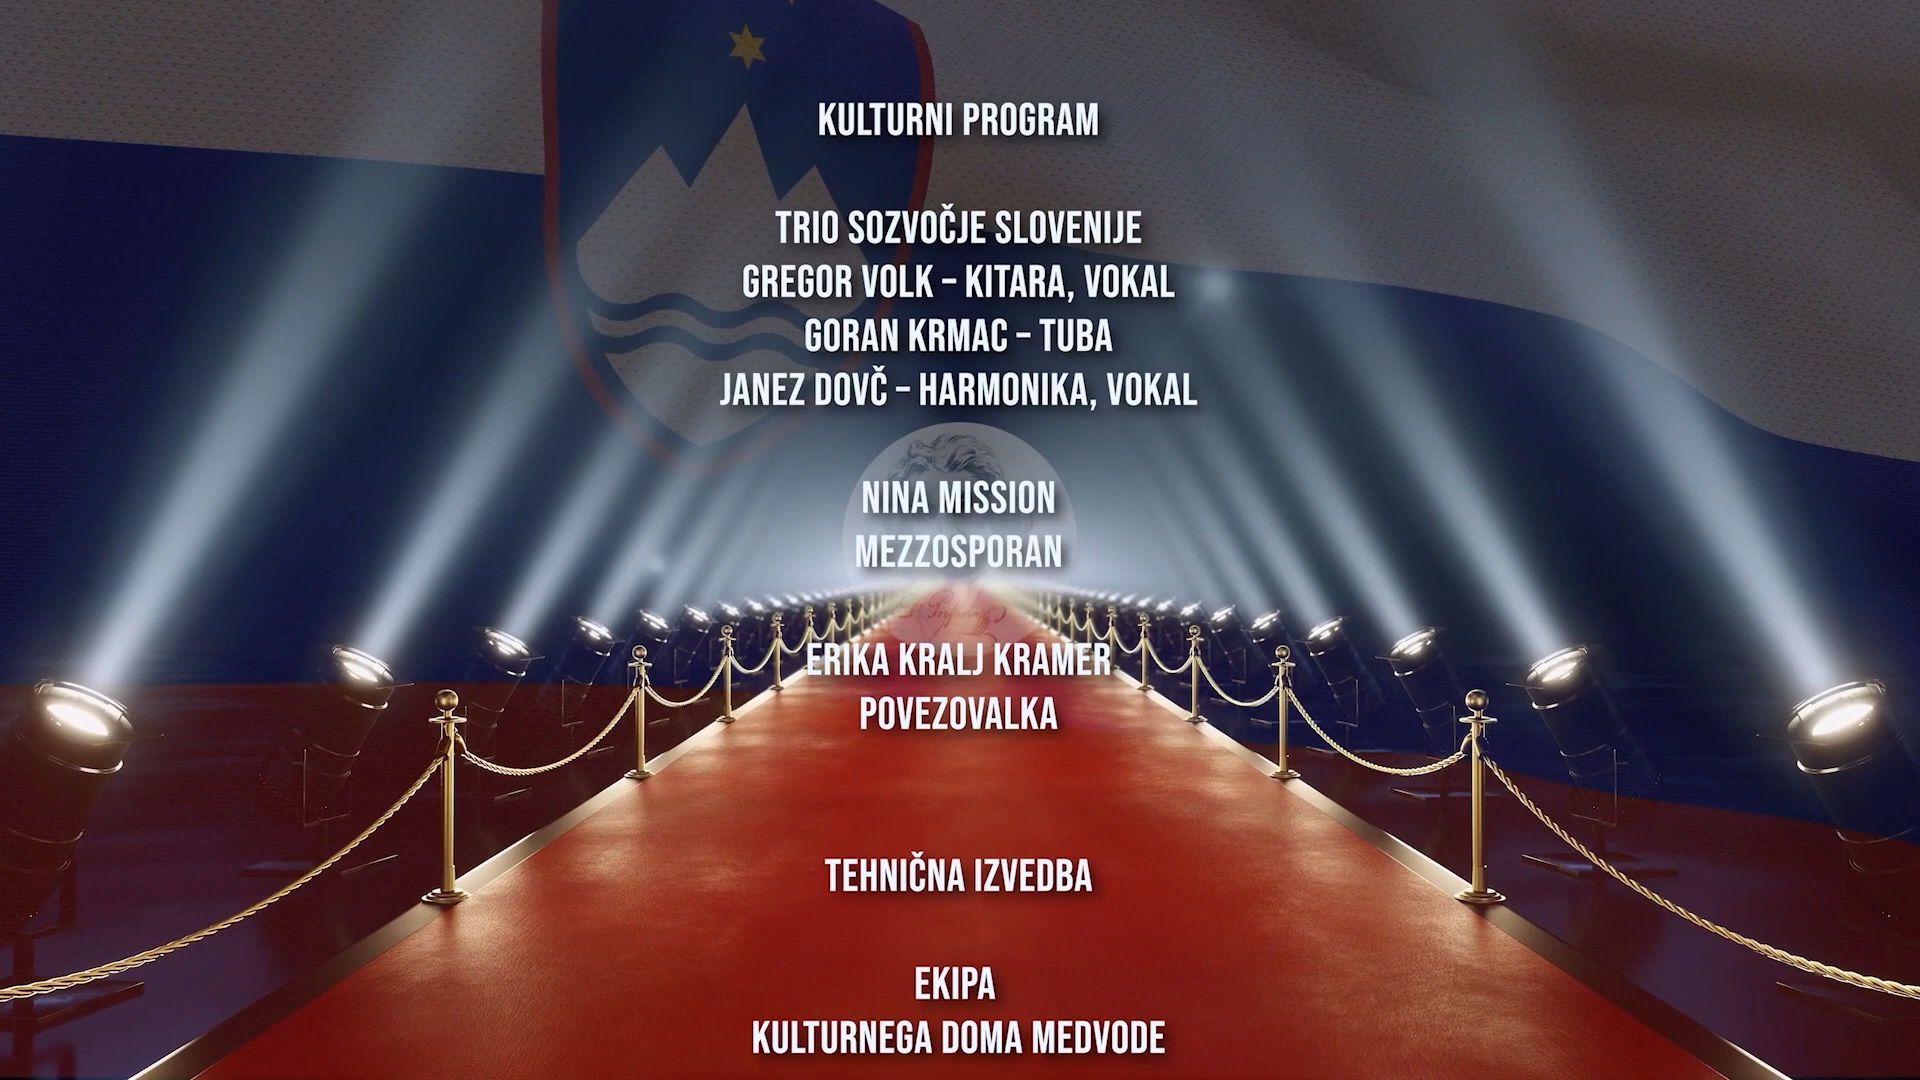 KULTURNI PROGRAM
TRIO SOZVOČJE SLOVENIJE
GREGOR VOLK – KITARA, VOKAL
GORAN KRMAC – TUBA
JANEZ DOVČ – HARMONIKA, VOKAL
NINA MISSION
MEZZOSPORAN
ERIKA KRALJ KRAMER
POVEZOVALKA
TEHNIČNA IZVEDBA
EKIPA
KULTURNEGA DOMA MEDVODE